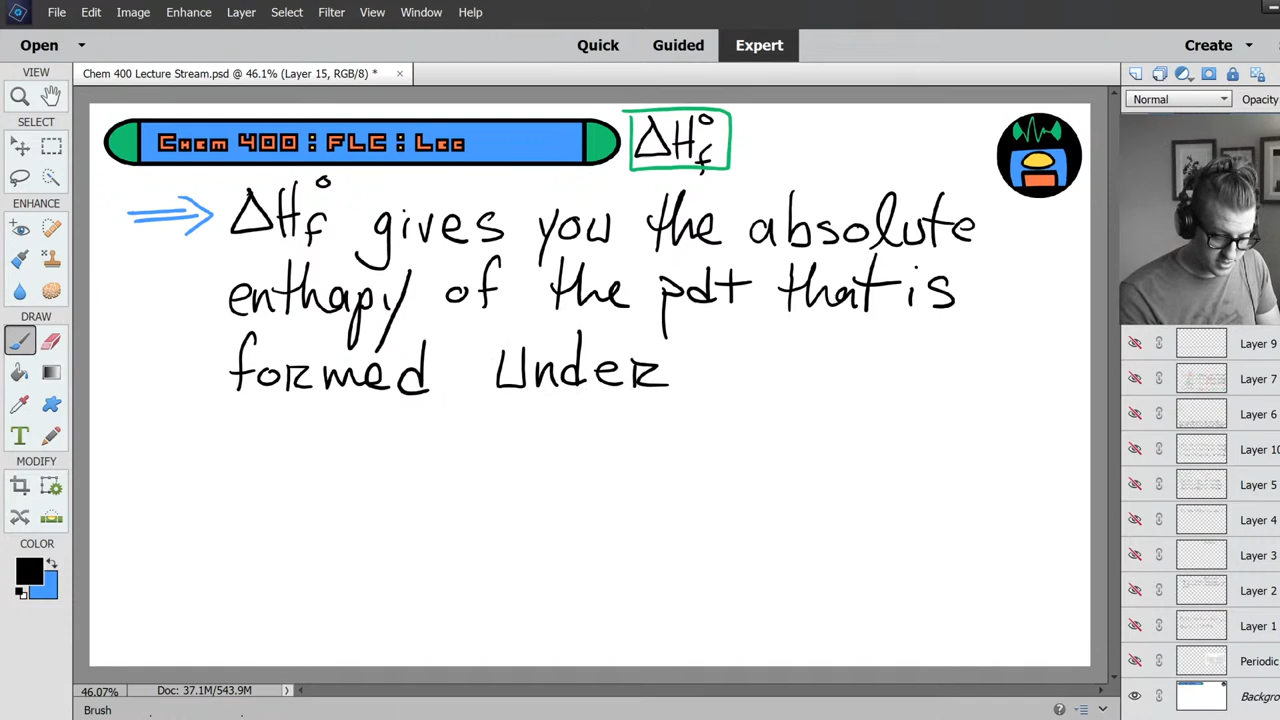 File Edit Image Enhance Layer Select Filter View Window Help
Open Quick Guided Expert Create
Chem 400 Lecture Stream.psd @ 46.1% (Layer 15, RGB/8) * ×
VIEW
SELECT
ENHANCE
DRAW
MODIFY
COLOR
Chem 400 : FLC : Lec ΔH°f
⇒ ΔH°f gives you the absolute
enthapy of the pdt that is
formed Under
Normal Opacity
Layer 9
Layer 7
Layer 6
Layer 10
Layer 5
Layer 4
Layer 3
Layer 2
Layer 1
Periodic
Backgro
46.07% Doc: 37.1M/543.9M
Brush